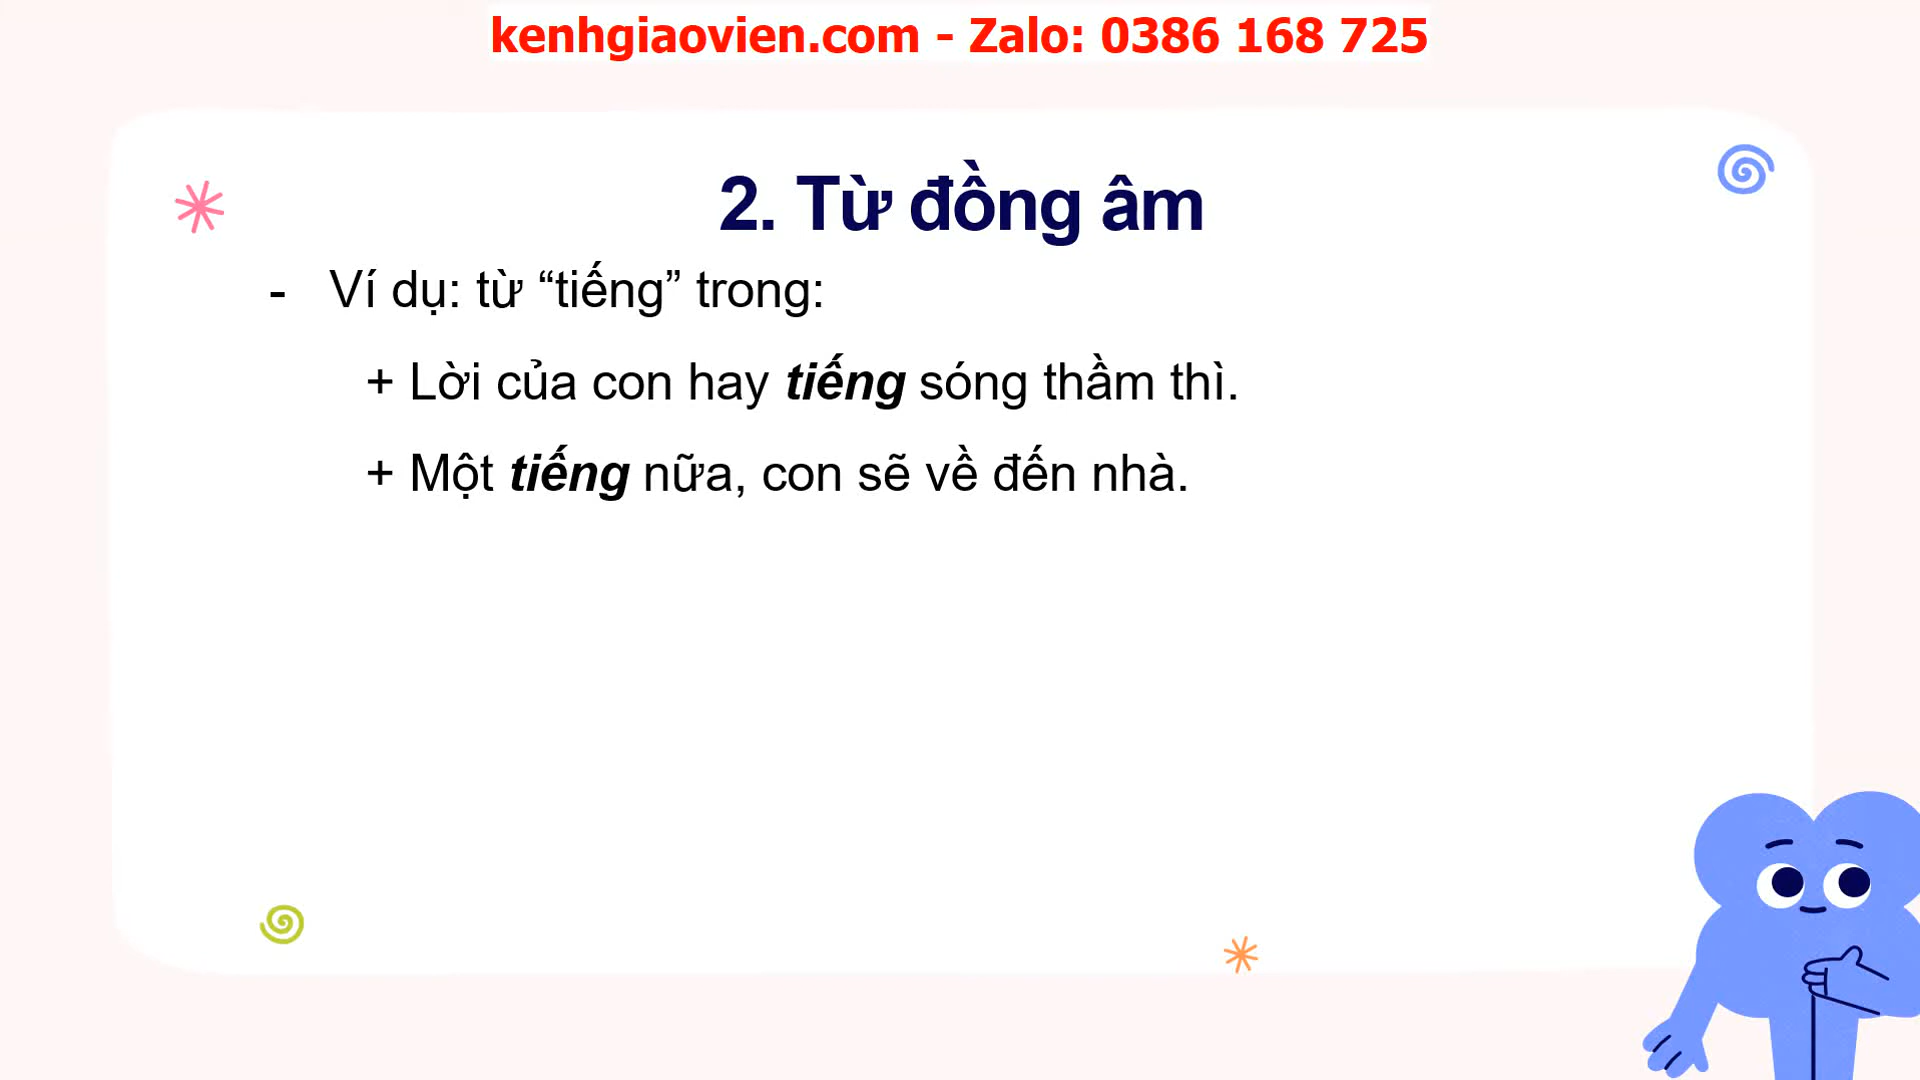 kenhgiaovien.com - Zalo: 0386 168 725
2. Từ đồng âm
- Ví dụ: từ “tiếng” trong:
+ Lời của con hay tiếng sóng thầm thì.
+ Một tiếng nữa, con sẽ về đến nhà.